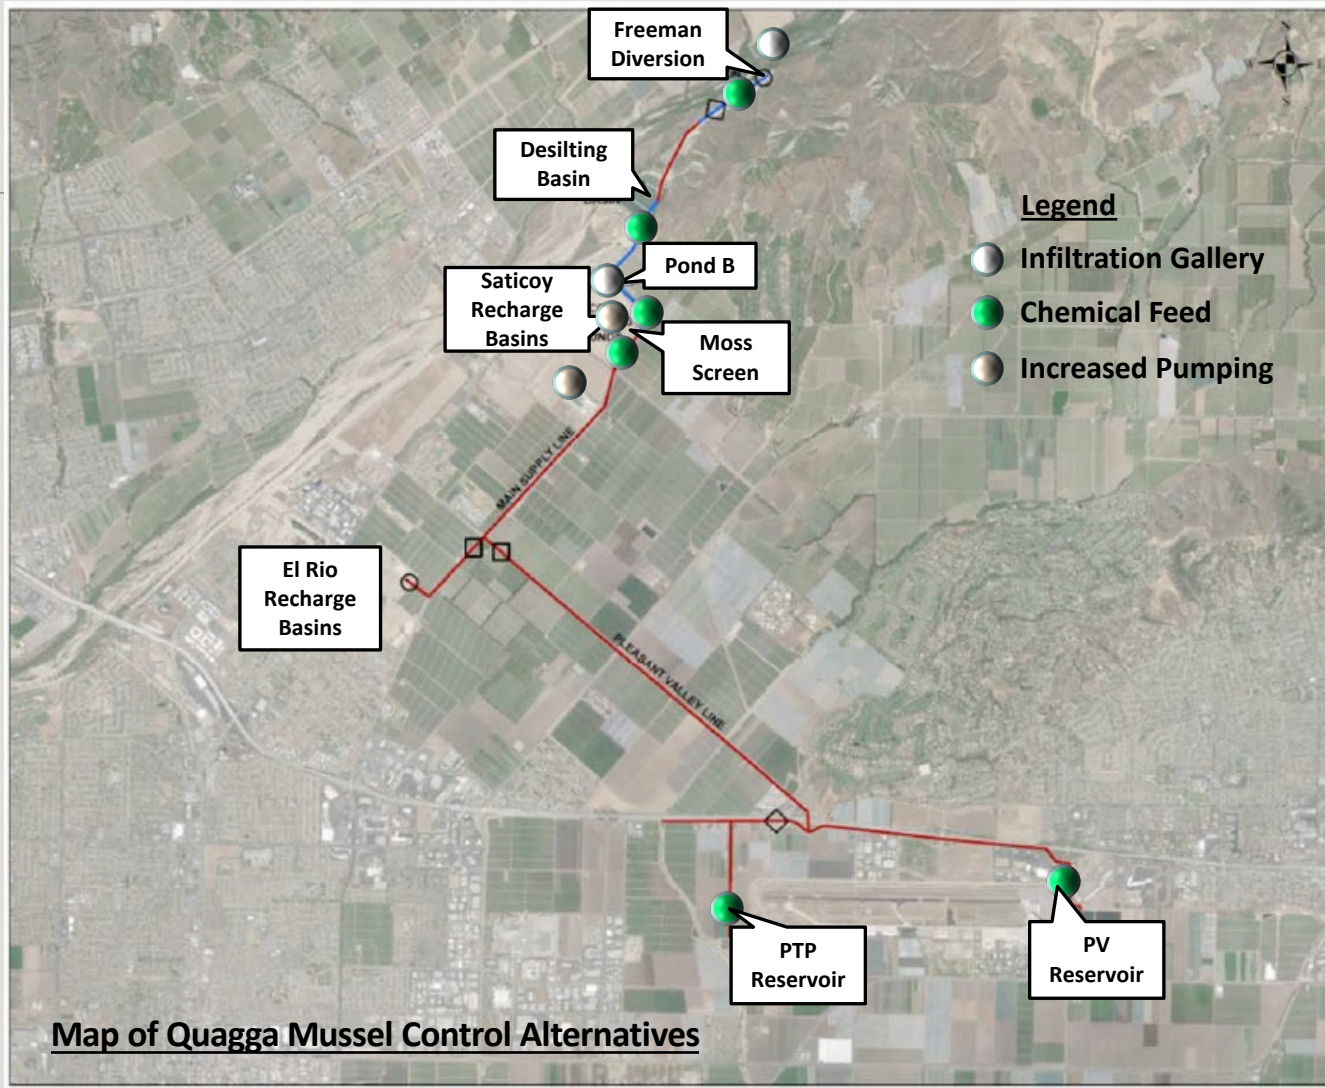 Freeman
Diversion
Desilting
Basin
Pond B
Saticoy
Recharge
Basins
Moss
Screen
Legend
Infiltration Gallery
Chemical Feed
Increased Pumping
MAIN SUPPLY LINE
El Rio
Recharge
Basins
PLEASANT VALLEY LINE
PTP
Reservoir
PV
Reservoir
Map of Quagga Mussel Control Alternatives